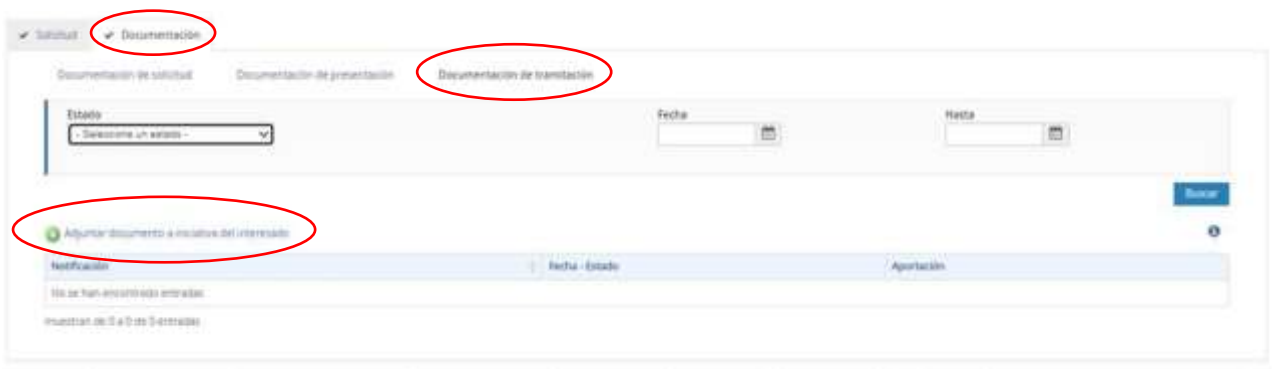 Solicitud Documentación
Documentación de solicitud Documentación de presentación Documentación de tramitación
Estado Fecha Hasta
- Seleccione un estado -
Buscar
Adjuntar documento a iniciativa del interesado
Notificación Fecha - Estado Aportación
No se han encontrado entradas
muestran de 0 a 0 de 0 entradas